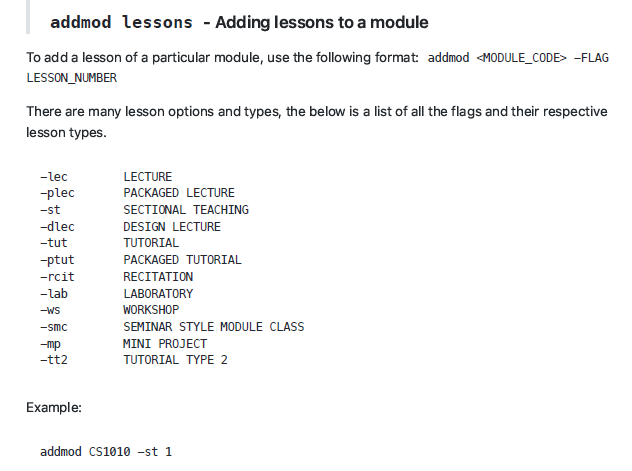 addmod lessons - Adding lessons to a module
To add a lesson of a particular module, use the following format: addmod <MODULE_CODE> –FLAG
LESSON_NUMBER
There are many lesson options and types, the below is a list of all the flags and their respective
lesson types.
–lec LECTURE
–plec PACKAGED LECTURE
–st SECTIONAL TEACHING
–dlec DESIGN LECTURE
–tut TUTORIAL
–ptut PACKAGED TUTORIAL
–rcit RECITATION
–lab LABORATORY
–ws WORKSHOP
–smc SEMINAR STYLE MODULE CLASS
–mp MINI PROJECT
–tt2 TUTORIAL TYPE 2
Example:
addmod CS1010 –st 1